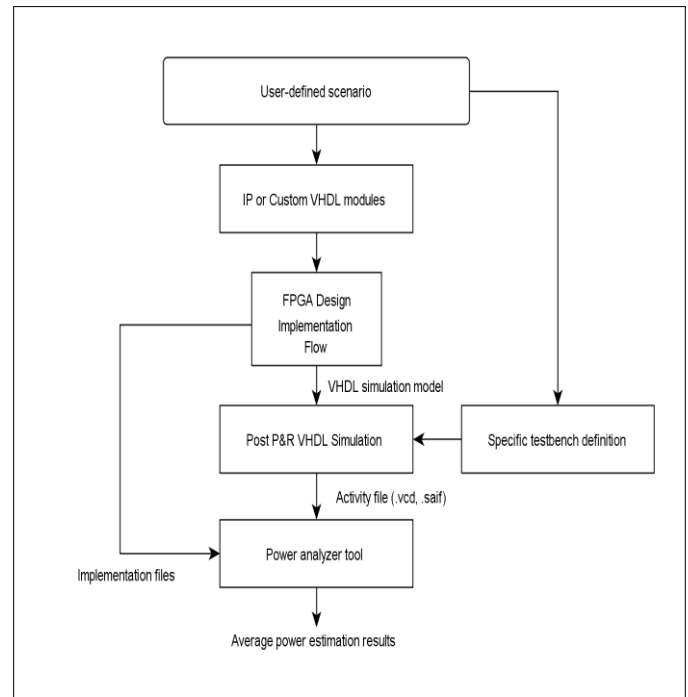 User-defined scenario
IP or Custom VHDL modules
FPGA Design
Implementation
Flow
VHDL simulation model
Post P&R VHDL Simulation
Specific testbench definition
Activity file (.vcd, .saif)
Power analyzer tool
Implementation files
Average power estimation results